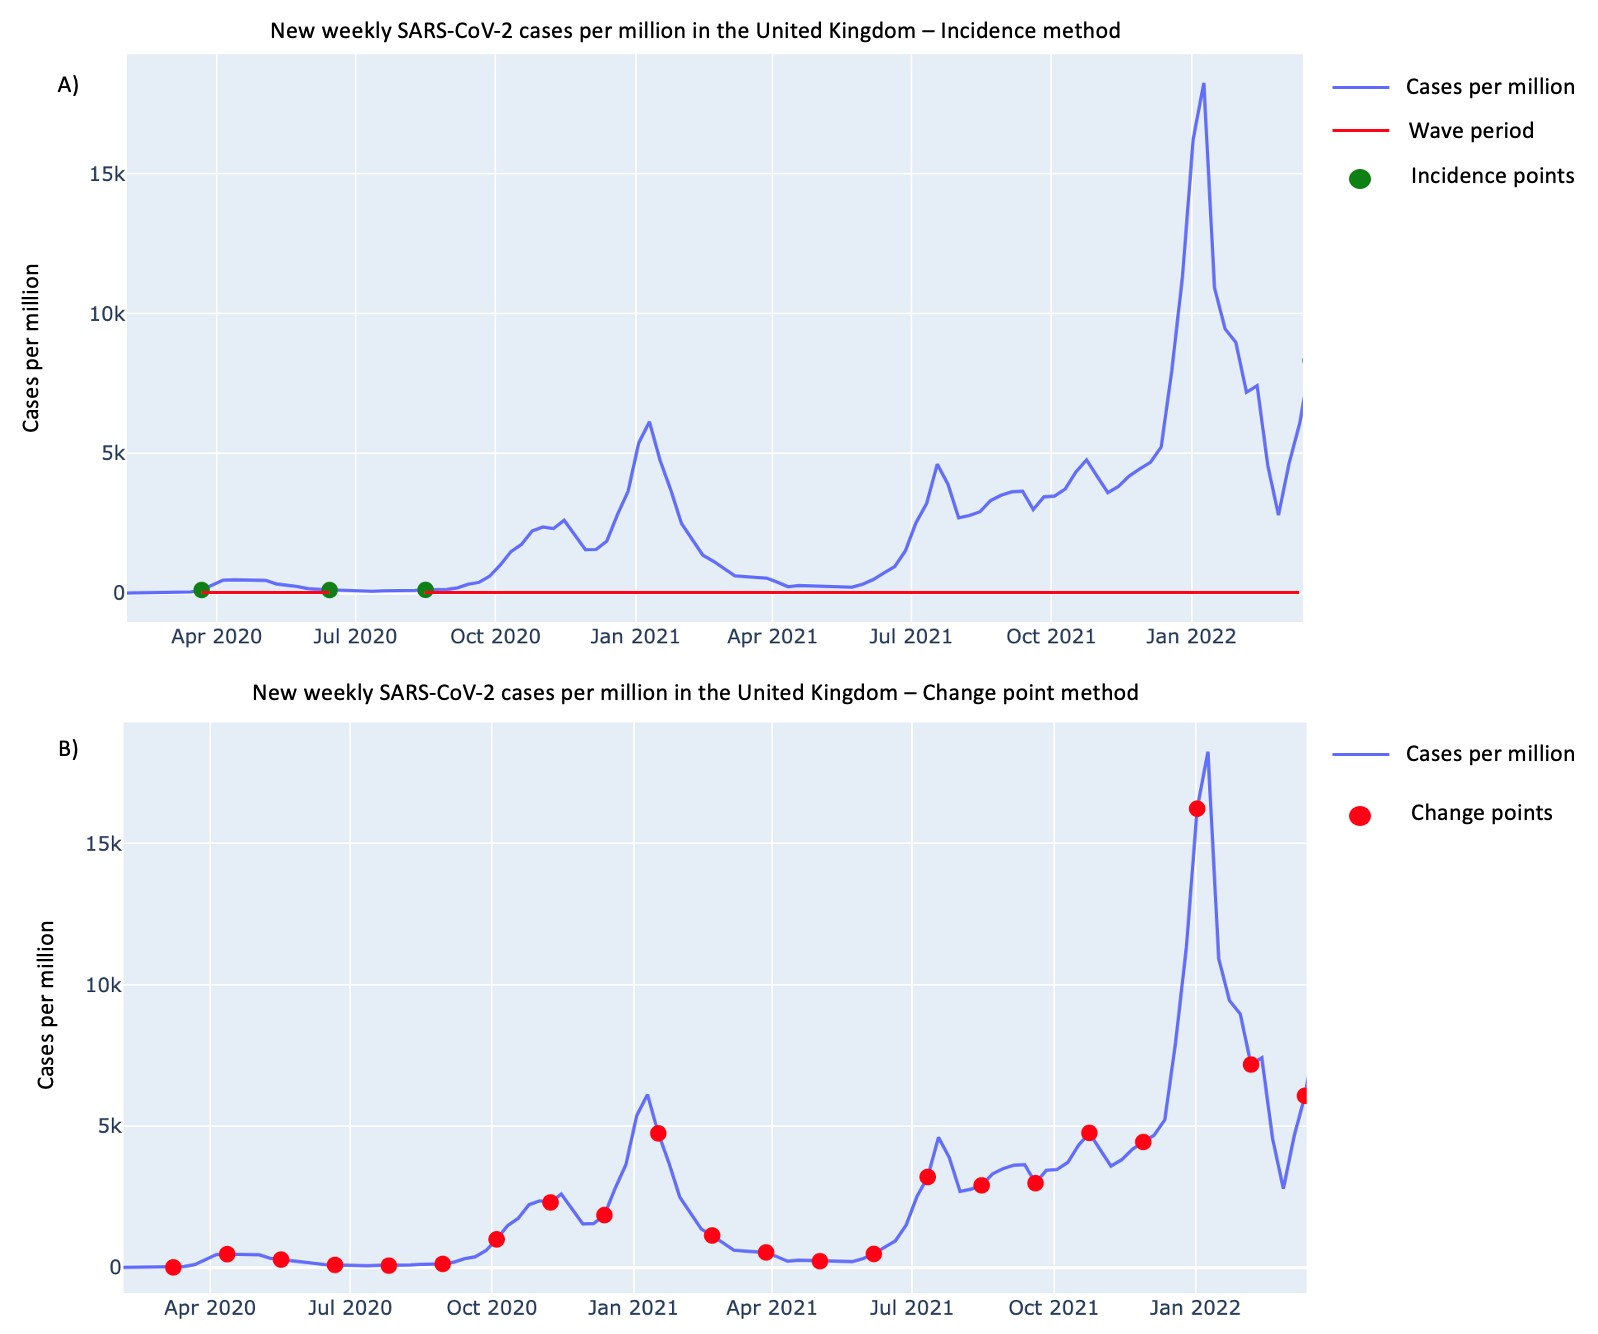 New weekly SARS-CoV-2 cases per million in the United Kingdom – Incidence method
A)
Cases per million
Wave period
Incidence points
Cases per million
15k
10k
5k
0
Apr 2020
Jul 2020
Oct 2020
Jan 2021
Apr 2021
Jul 2021
Oct 2021
Jan 2022
New weekly SARS-CoV-2 cases per million in the United Kingdom – Change point method
B)
Cases per million
Change points
Cases per million
15k
10k
5k
0
Apr 2020
Jul 2020
Oct 2020
Jan 2021
Apr 2021
Jul 2021
Oct 2021
Jan 2022